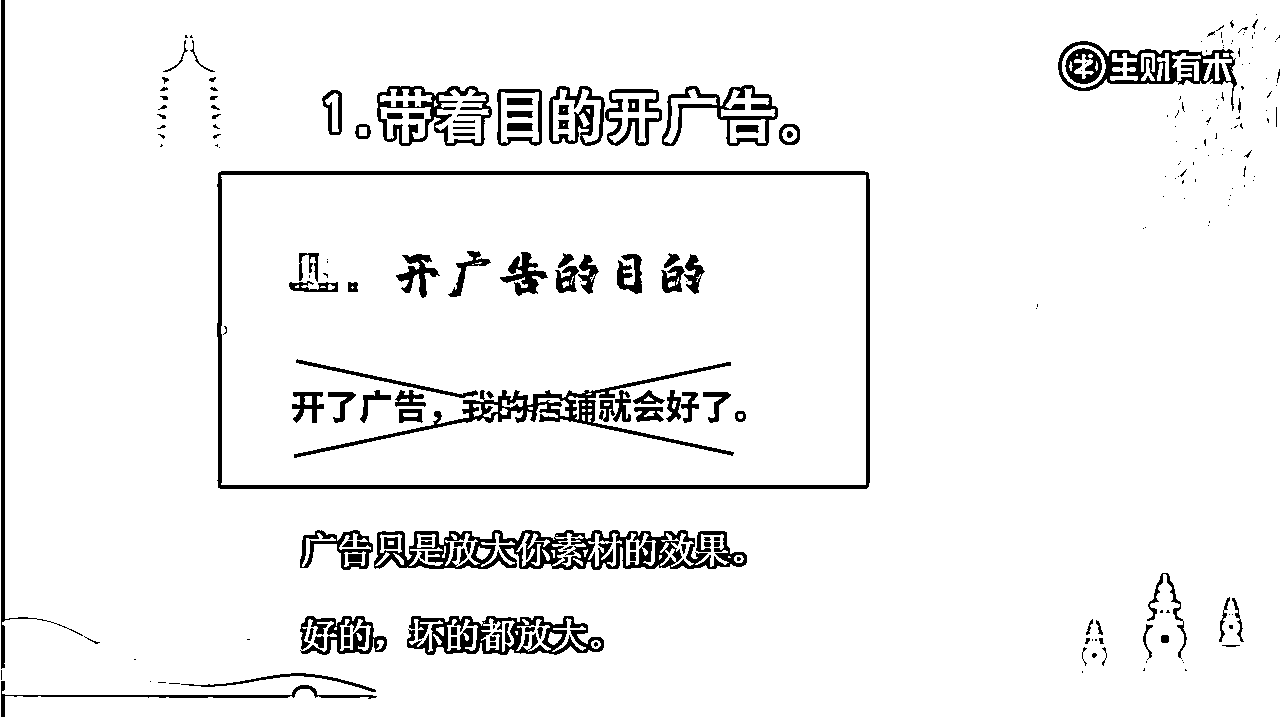 生财有术
1.带着目的开广告。
五. 开广告的目的
开了广告，我的店铺就会好了。
广告只是放大你素材的效果。
好的，坏的都放大。